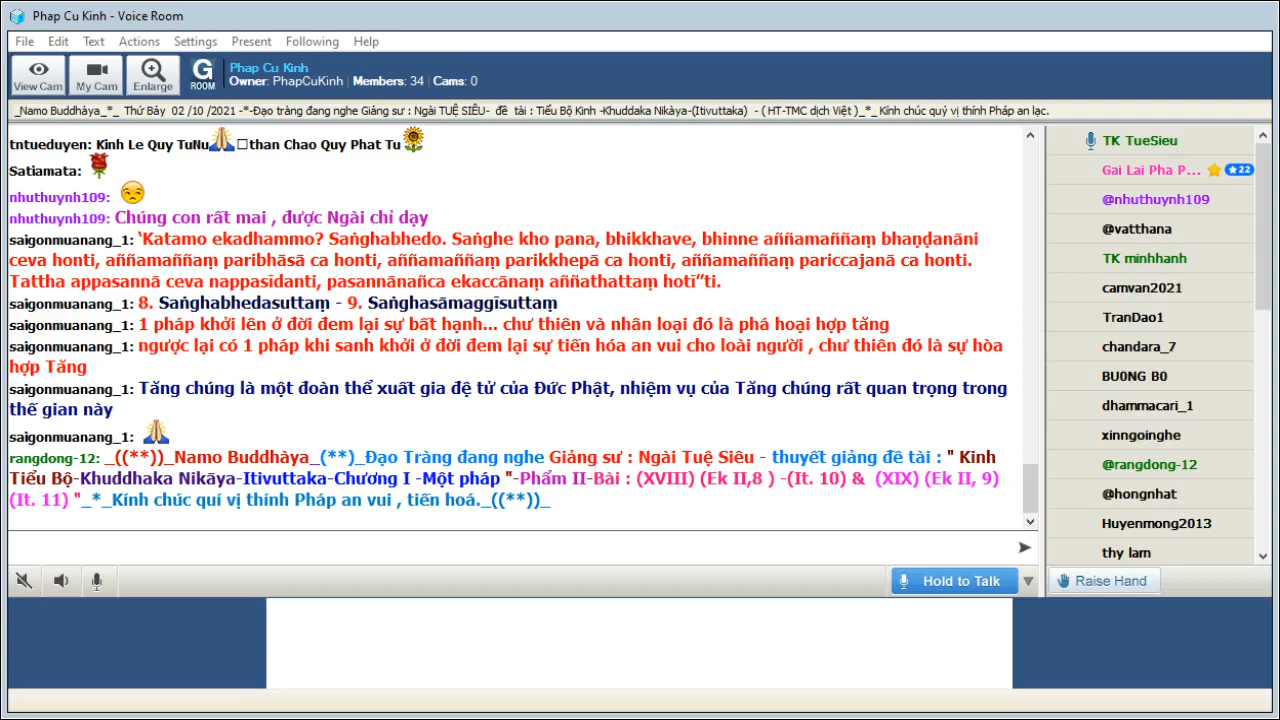 Phap Cu Kinh - Voice Room
File Edit Text Actions Settings Present Following Help
View Cam My Cam Enlarge G ROOM
Phap Cu Kinh
Owner: PhapCuKinh | Members: 34 | Cams: 0
_Namo Buddhàya_*_ Thứ Bảy 02 /10 /2021 -*-Đạo tràng đang nghe Giảng sư : Ngài TUỆ SIÊU- đề tài : Tiểu Bộ Kinh -Khuddaka Nikàya-(Itivuttaka) - ( HT-TMC dịch Việt )_*_ Kính chúc quý vị thính Pháp an lạc.
tntueduyen: Kinh Le Quy TuNu than Chao Quy Phat Tu
Satiamata:
nhuthuynh109:
nhuthuynh109: Chúng con rất mai , được Ngài chỉ dạy
saigonmuanang_1: ‘Katamo ekadhammo? Saṅghabhedo. Saṅghe kho pana, bhikkhave, bhinne aññamaññaṃ bhaṇḍanāni
ceva honti, aññamaññaṃ paribhāsā ca honti, aññamaññaṃ parikkhepā ca honti, aññamaññaṃ pariccajanā ca honti.
Tattha appasannā ceva nappasīdanti, pasannānañca ekaccānaṃ aññathattaṃ hotī”ti.
saigonmuanang_1: 8. Saṅghabhedasuttaṃ - 9. Saṅghasāmaggīsuttaṃ
saigonmuanang_1: 1 pháp khởi lên ở đời đem lại sự bất hạnh... chư thiên và nhân loại đó là phá hoại hợp tăng
saigonmuanang_1: ngược lại có 1 pháp khi sanh khởi ở đời đem lại sự tiến hóa an vui cho loài người , chư thiên đó là sự hòa
hợp Tăng
saigonmuanang_1: Tăng chúng là một đoàn thể xuất gia đệ tử của Đức Phật, nhiệm vụ của Tăng chúng rất quan trọng trong
thế gian này
saigonmuanang_1:
rangdong-12: _((**))_Namo Buddhàya_(**)_Đạo Tràng đang nghe Giảng sư : Ngài Tuệ Siêu - thuyết giảng đề tài : " Kinh
Tiểu Bộ-Khuddhaka Nikāya-Itivuttaka-Chương I -Một pháp "-Phẩm II-Bài : (XVIII) (Ek II,8 ) -(It. 10) & (XIX) (Ek II, 9)
(It. 11) "_*_Kính chúc quí vị thính Pháp an vui , tiến hoá._((**))_
TK TueSieu
Gai Lai Pha P... 22
@nhuthuynh109
@vatthana
TK minhhanh
camvan2021
TranDao1
chandara_7
BU0NG B0
dhammacari_1
xinngoinghe
@rangdong-12
@hongnhat
Huyenmong2013
thy lam
Hold to Talk
Raise Hand